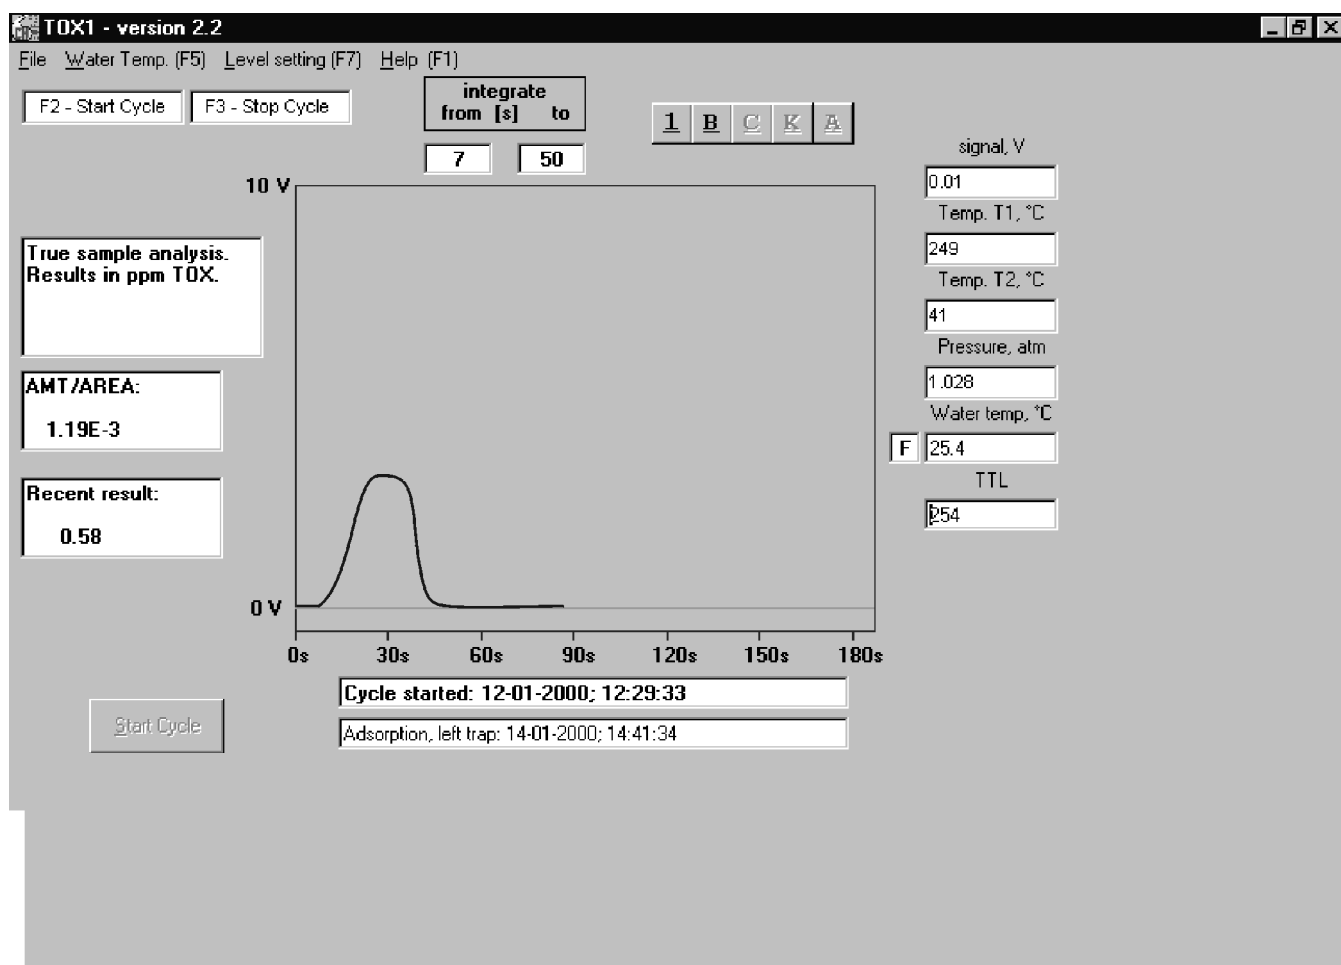 TOX1 - version 2.2
File Water Temp. (F5) Level setting (F7) Help (F1)
F2 - Start Cycle F3 - Stop Cycle
integrate
from [s] to
7 50
1 B C K A
signal, V
0.01
Temp. T1, °C
249
Temp. T2, °C
41
Pressure, atm
1.028
Water temp, °C
F 25.4
TTL
254
10 V
True sample analysis.
Results in ppm TOX.
AMT/AREA:
1.19E-3
Recent result:
0.58
0 V
0s 30s 60s 90s 120s 150s 180s
Cycle started: 12-01-2000; 12:29:33
Start Cycle
Adsorption, left trap: 14-01-2000; 14:41:34